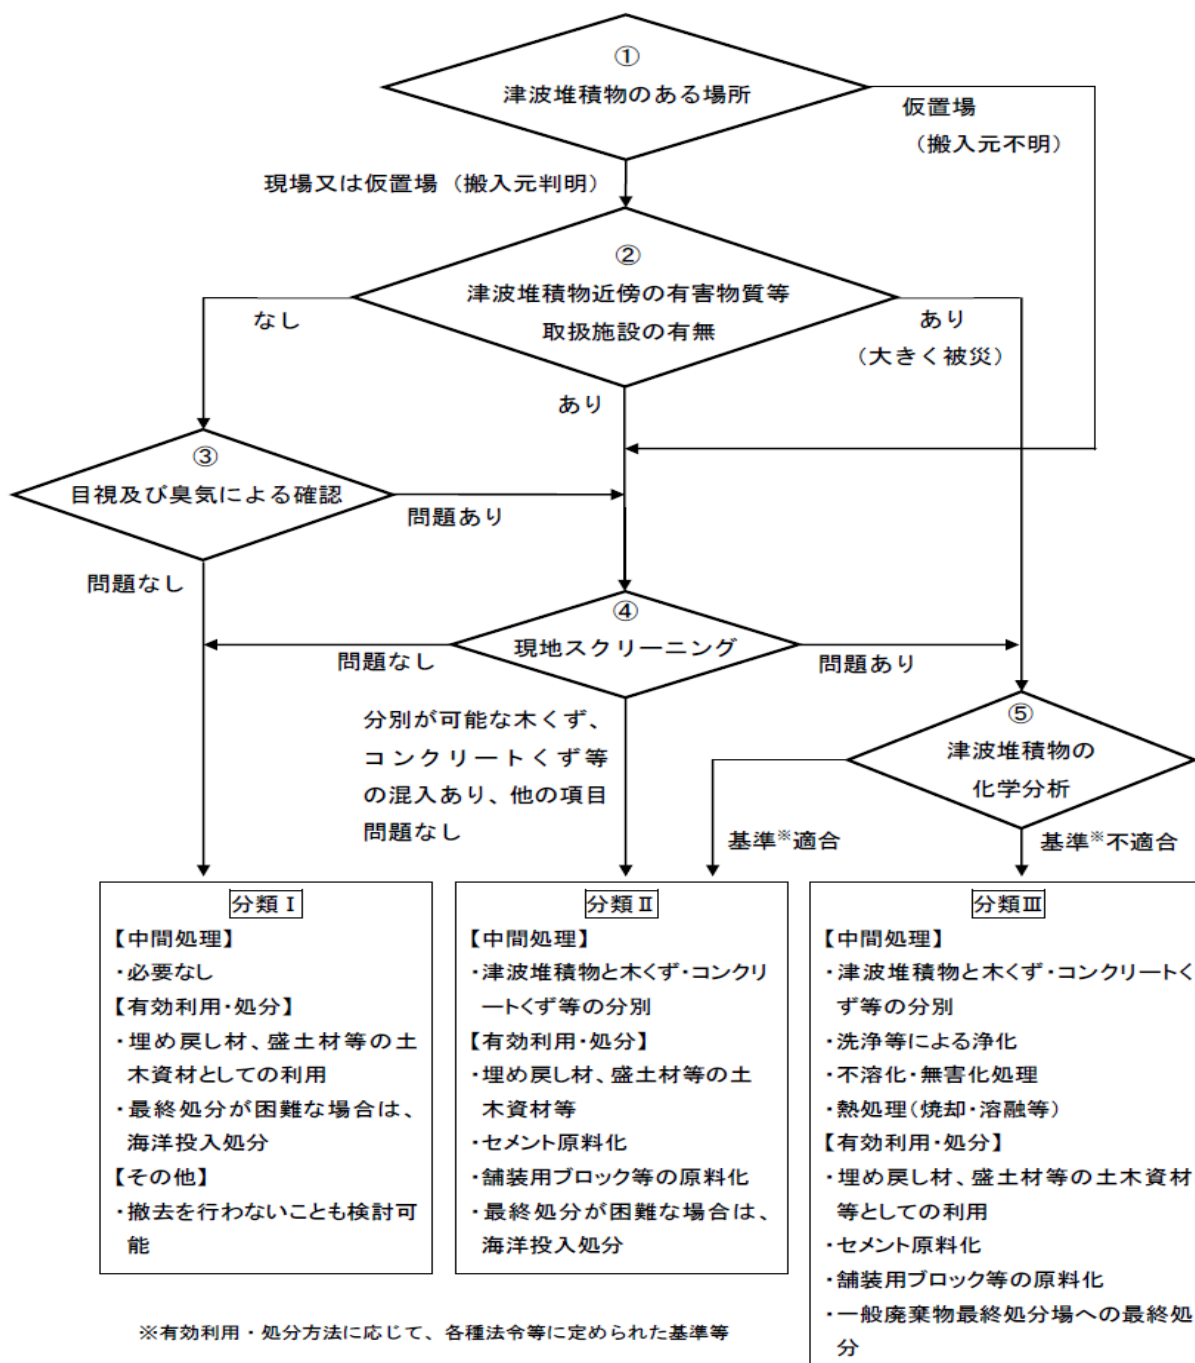 ①
津波堆積物のある場所
仮置場
（搬入元不明）
現場又は仮置場（搬入元判明）
②
津波堆積物近傍の有害物質等
取扱施設の有無
なし
あり
（大きく被災）
あり
③
目視及び臭気による確認
問題あり
問題なし
④
現地スクリーニング
問題なし
問題あり
分別が可能な木くず、
コンクリートくず等
の混入あり、他の項目
問題なし
⑤
津波堆積物の
化学分析
基準※適合
基準※不適合
分類Ⅰ
【中間処理】
・必要なし
【有効利用・処分】
・埋め戻し材、盛土材等の土
木資材としての利用
・最終処分が困難な場合は、
海洋投入処分
【その他】
・撤去を行わないことも検討可
能
分類Ⅱ
【中間処理】
・津波堆積物と木くず・コンクリ
ートくず等の分別
【有効利用・処分】
・埋め戻し材、盛土材等の土
木資材等
・セメント原料化
・舗装用ブロック等の原料化
・最終処分が困難な場合は、
海洋投入処分
分類Ⅲ
【中間処理】
・津波堆積物と木くず・コンクリートく
ず等の分別
・洗浄等による浄化
・不溶化・無害化処理
・熱処理（焼却・溶融等）
【有効利用・処分】
・埋め戻し材、盛土材等の土木資材
等としての利用
・セメント原料化
・舗装用ブロック等の原料化
・一般廃棄物最終処分場への最終処
分
※有効利用・処分方法に応じて、各種法令等に定められた基準等